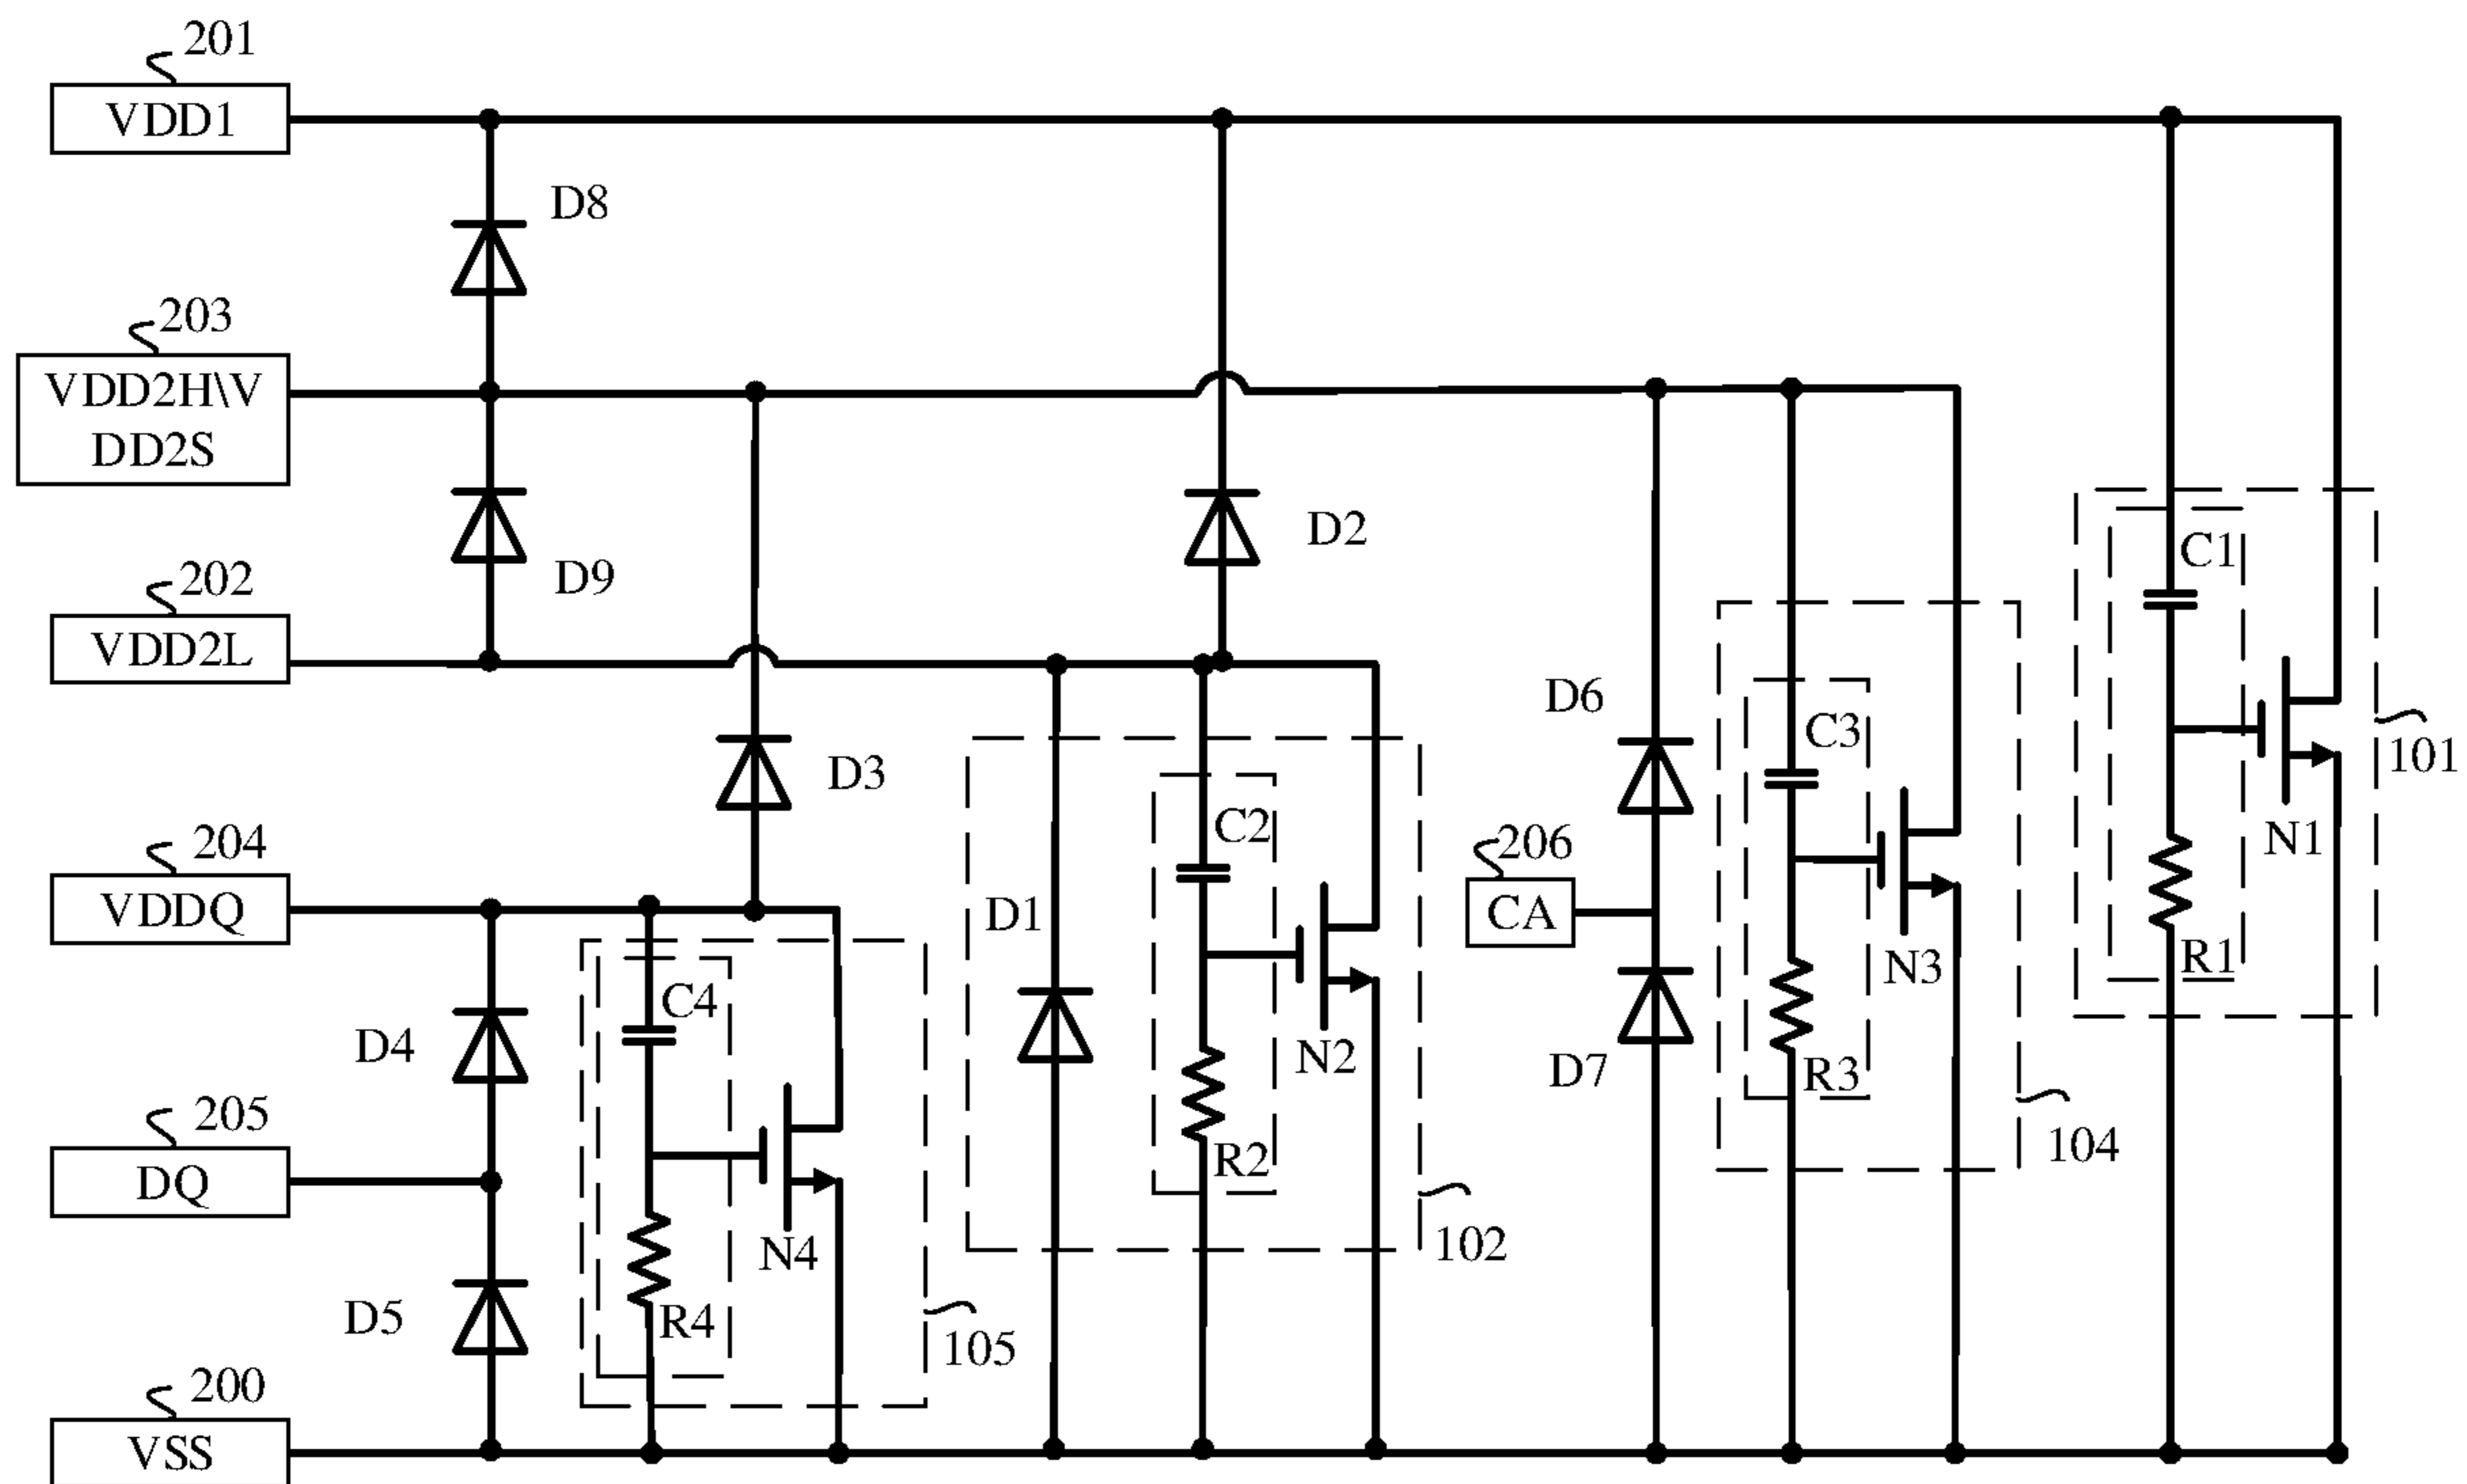 201
VDD1
D8
203
VDD2H\V
DD2S
D2
C1
202
D9
VDD2L
D6
C3
101
D3
C2
206
N1
204
VDDQ
D1
CA
R1
N3
C4
D4
N2
D7
R3
205
DQ
R2
104
N4
102
D5
R4
105
200
VSS